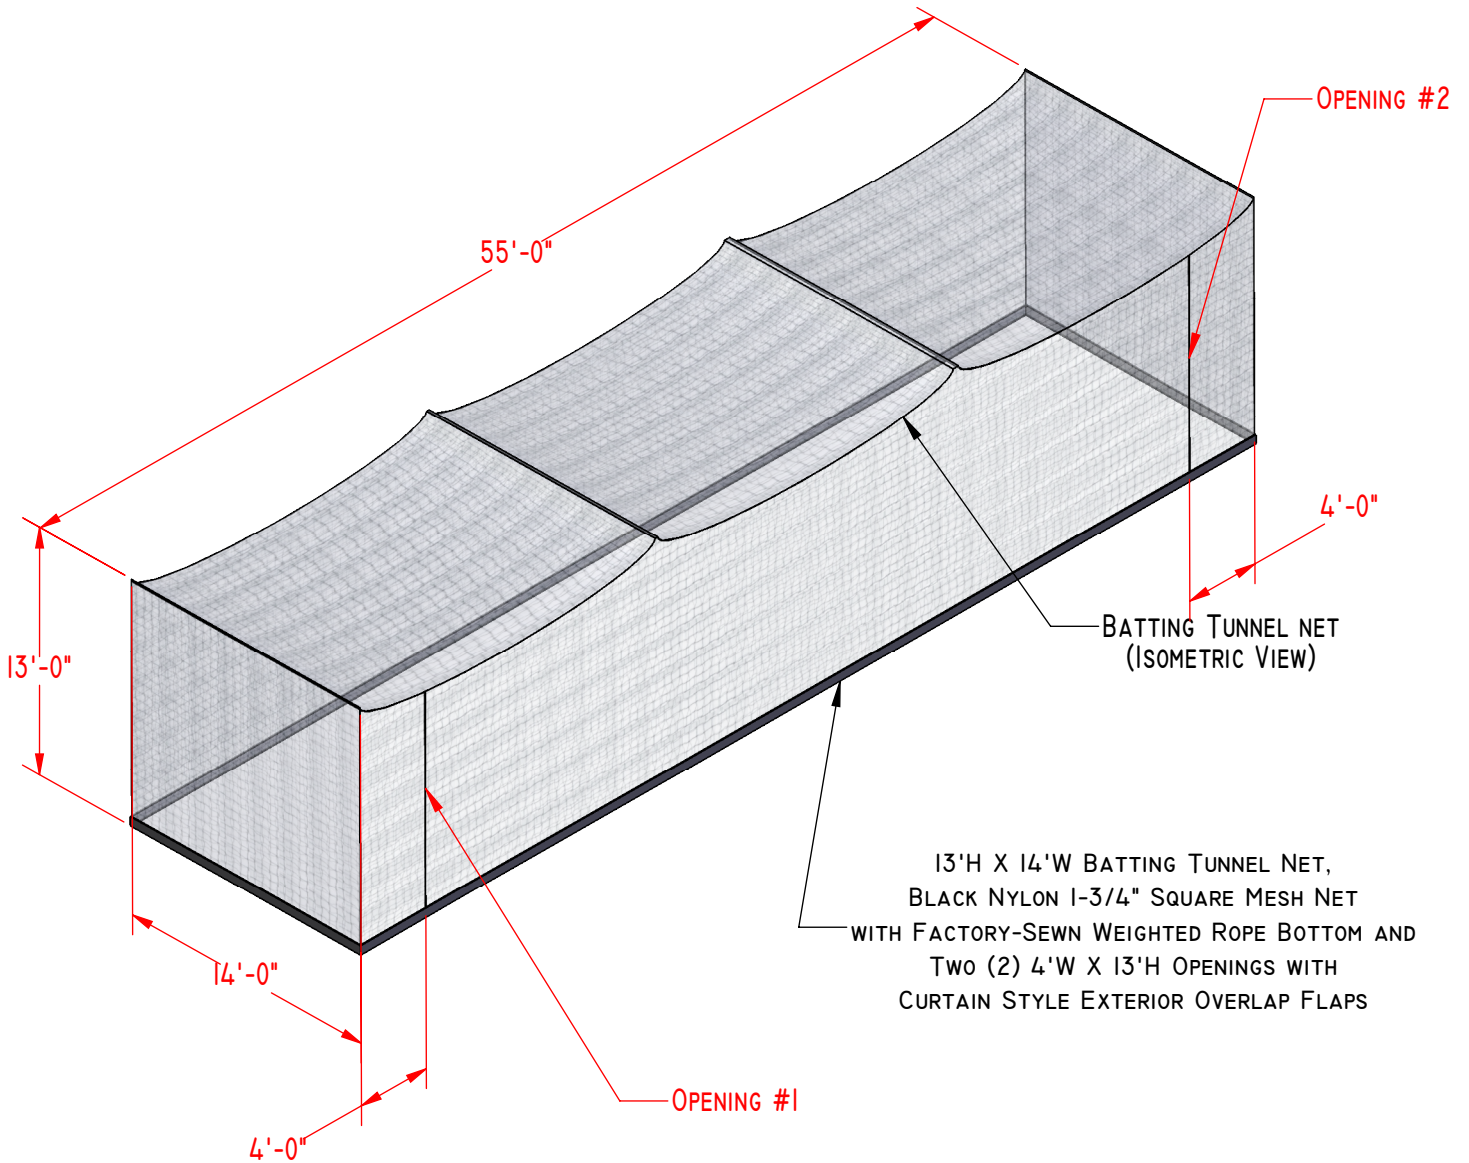 OPENING #2
55'-0"
4'-0"
BATTING TUNNEL NET
(ISOMETRIC VIEW)
13'-0"
13'H X 14'W BATTING TUNNEL NET,
BLACK NYLON 1-3/4" SQUARE MESH NET
WITH FACTORY-SEWN WEIGHTED ROPE BOTTOM AND
TWO (2) 4'W X 13'H OPENINGS WITH
CURTAIN STYLE EXTERIOR OVERLAP FLAPS
14'-0"
OPENING #1
4'-0"